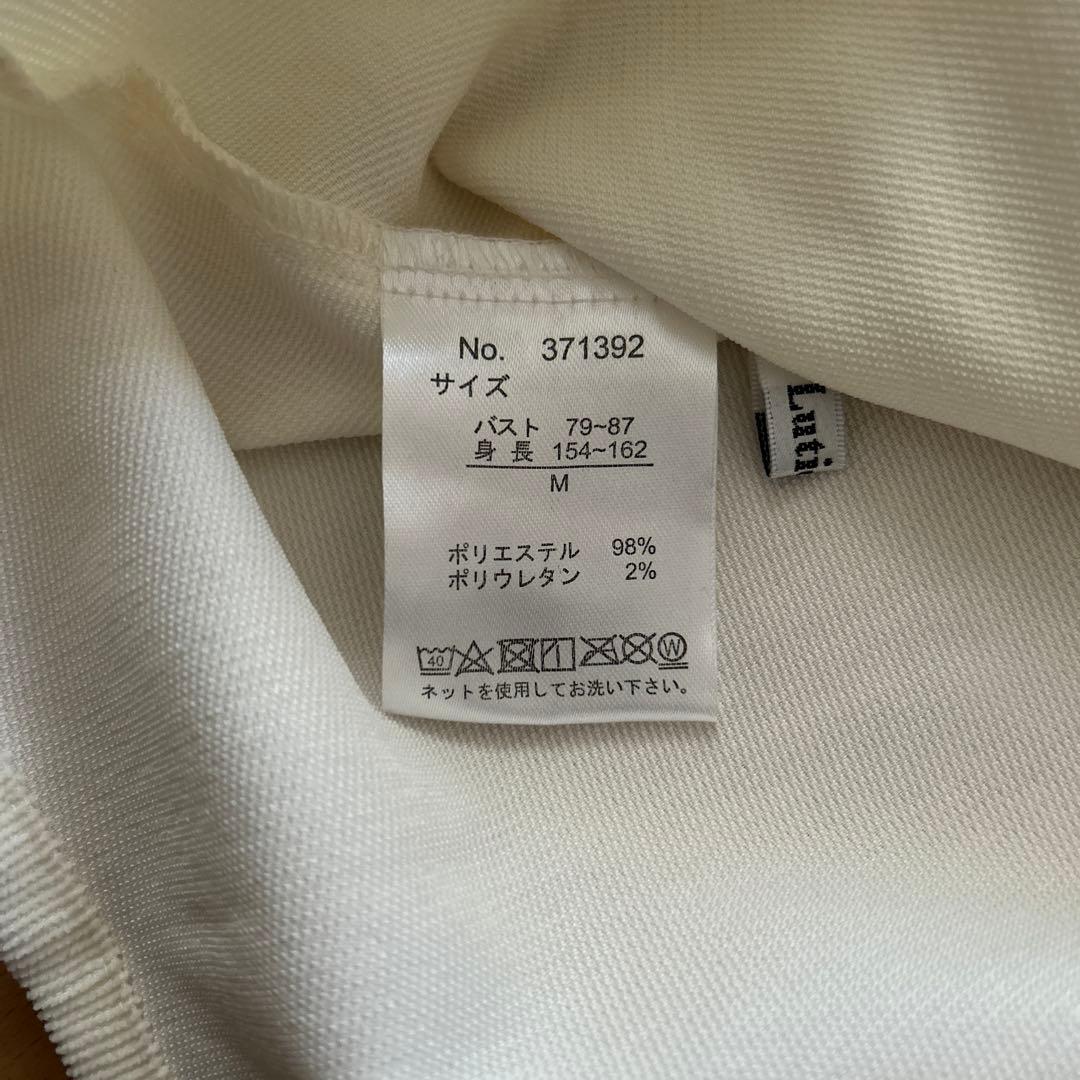 No. 371392
サイズ
バスト 79~87
身長 154~162
M
ポリエステル 98%
ポリウレタン 2%
40
W
ネットを使用してお洗い下さい。